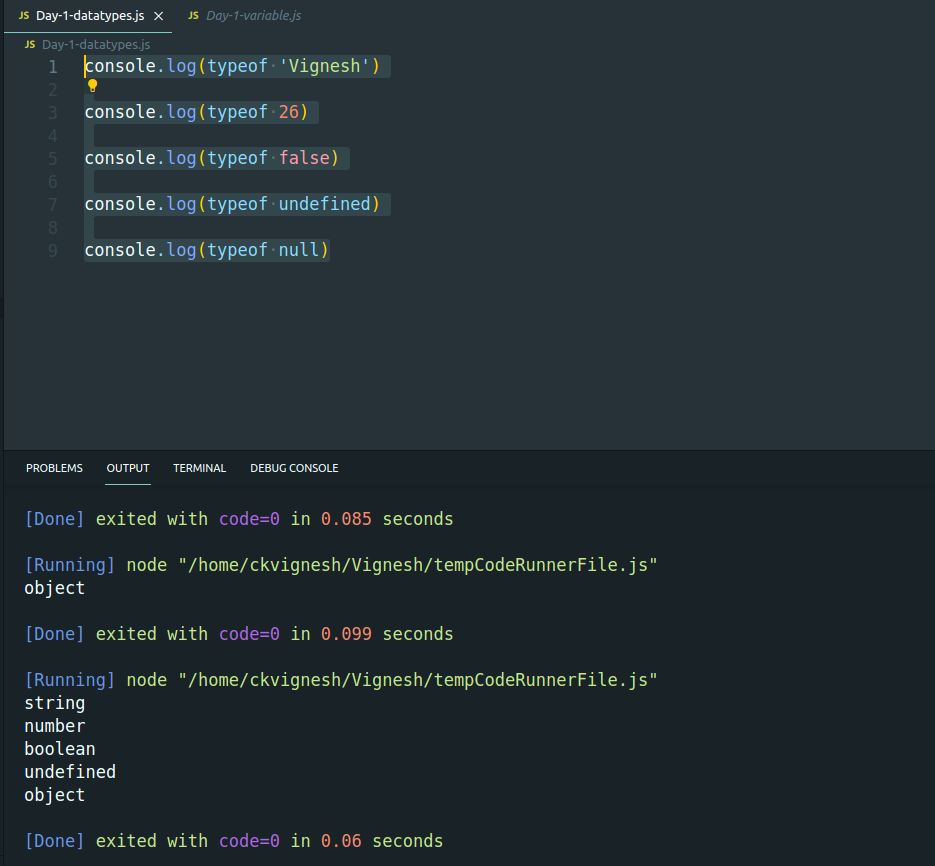 JS Day-1-datatypes.js × JS Day-1-variable.js
JS Day-1-datatypes.js
1 console.log(typeof 'Vignesh')
2
3 console.log(typeof 26)
4
5 console.log(typeof false)
6
7 console.log(typeof undefined)
8
9 console.log(typeof null)
PROBLEMS OUTPUT TERMINAL DEBUG CONSOLE
[Done] exited with code=0 in 0.085 seconds
[Running] node "/home/ckvignesh/Vignesh/tempCodeRunnerFile.js"
object
[Done] exited with code=0 in 0.099 seconds
[Running] node "/home/ckvignesh/Vignesh/tempCodeRunnerFile.js"
string
number
boolean
undefined
object
[Done] exited with code=0 in 0.06 seconds